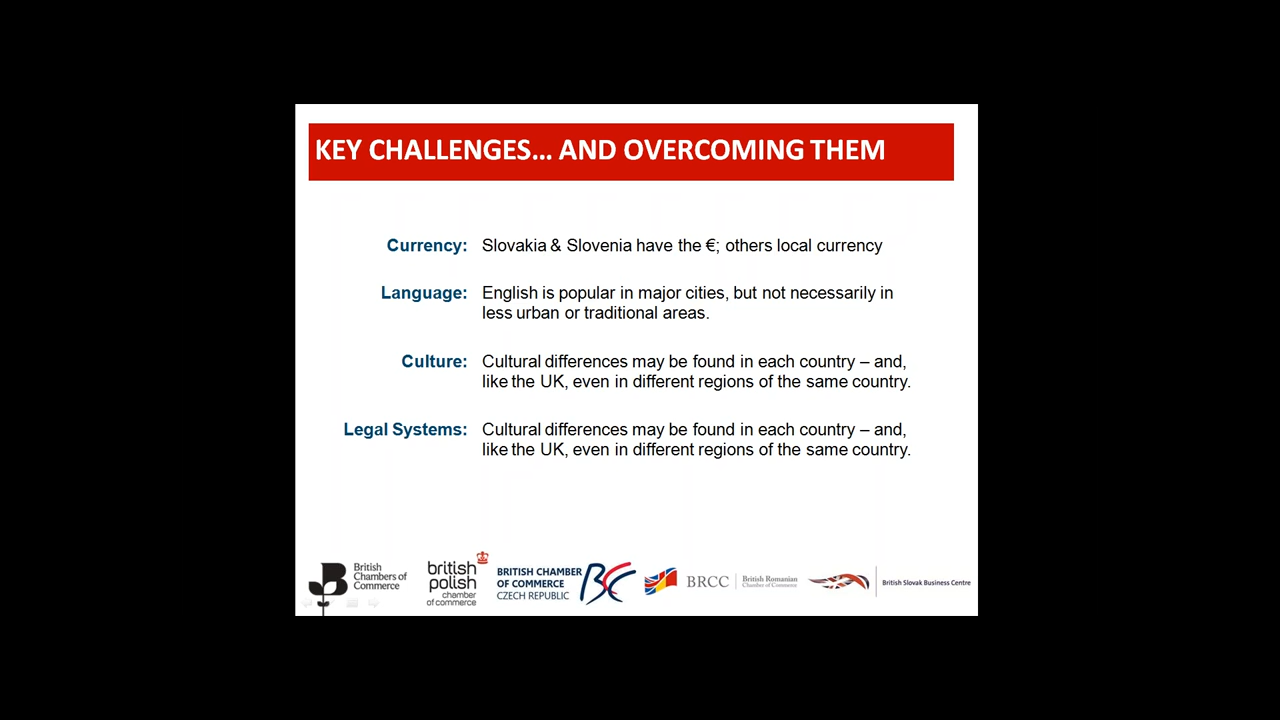 KEY CHALLENGES... AND OVERCOMING THEM
Currency: Slovakia & Slovenia have the €; others local currency
Language: English is popular in major cities, but not necessarily in
less urban or traditional areas.
Culture: Cultural differences may be found in each country – and,
like the UK, even in different regions of the same country.
Legal Systems: Cultural differences may be found in each country – and,
like the UK, even in different regions of the same country.
British
Chambers of
Commerce
british
polish
chamber
of commerce
BRITISH CHAMBER
OF COMMERCE
CZECH REPUBLIC
BCC
BRCC
British Romanian
Chamber of Commerce
British Slovak Business Centre